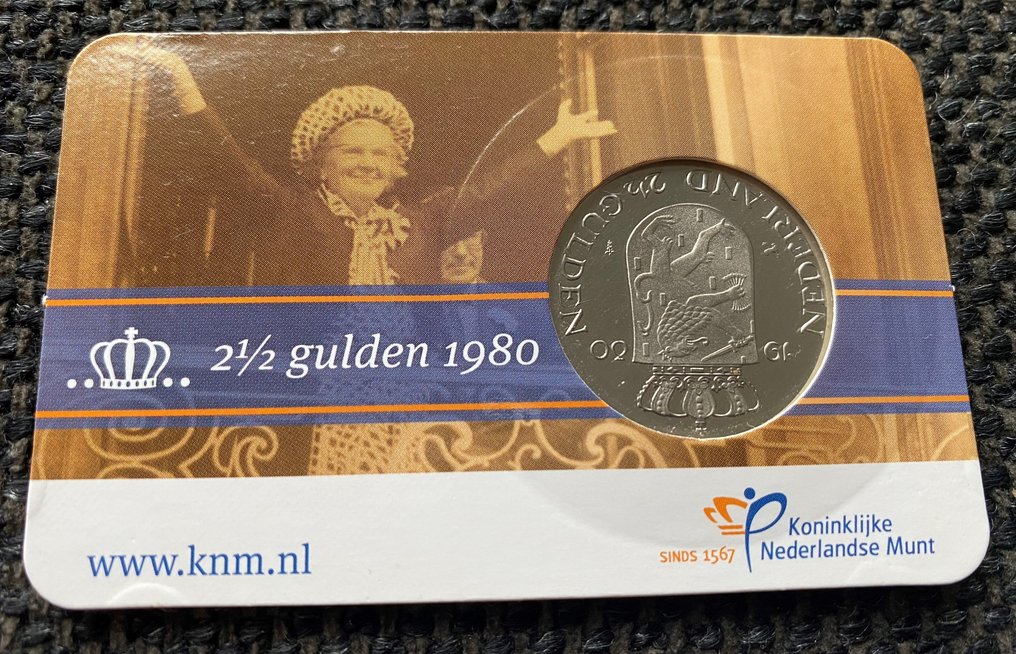 NEDERLAND 2½ GULDEN
19 80
2½ gulden 1980
www.knm.nl
SINDS 1567
Koninklijke
Nederlandse Munt